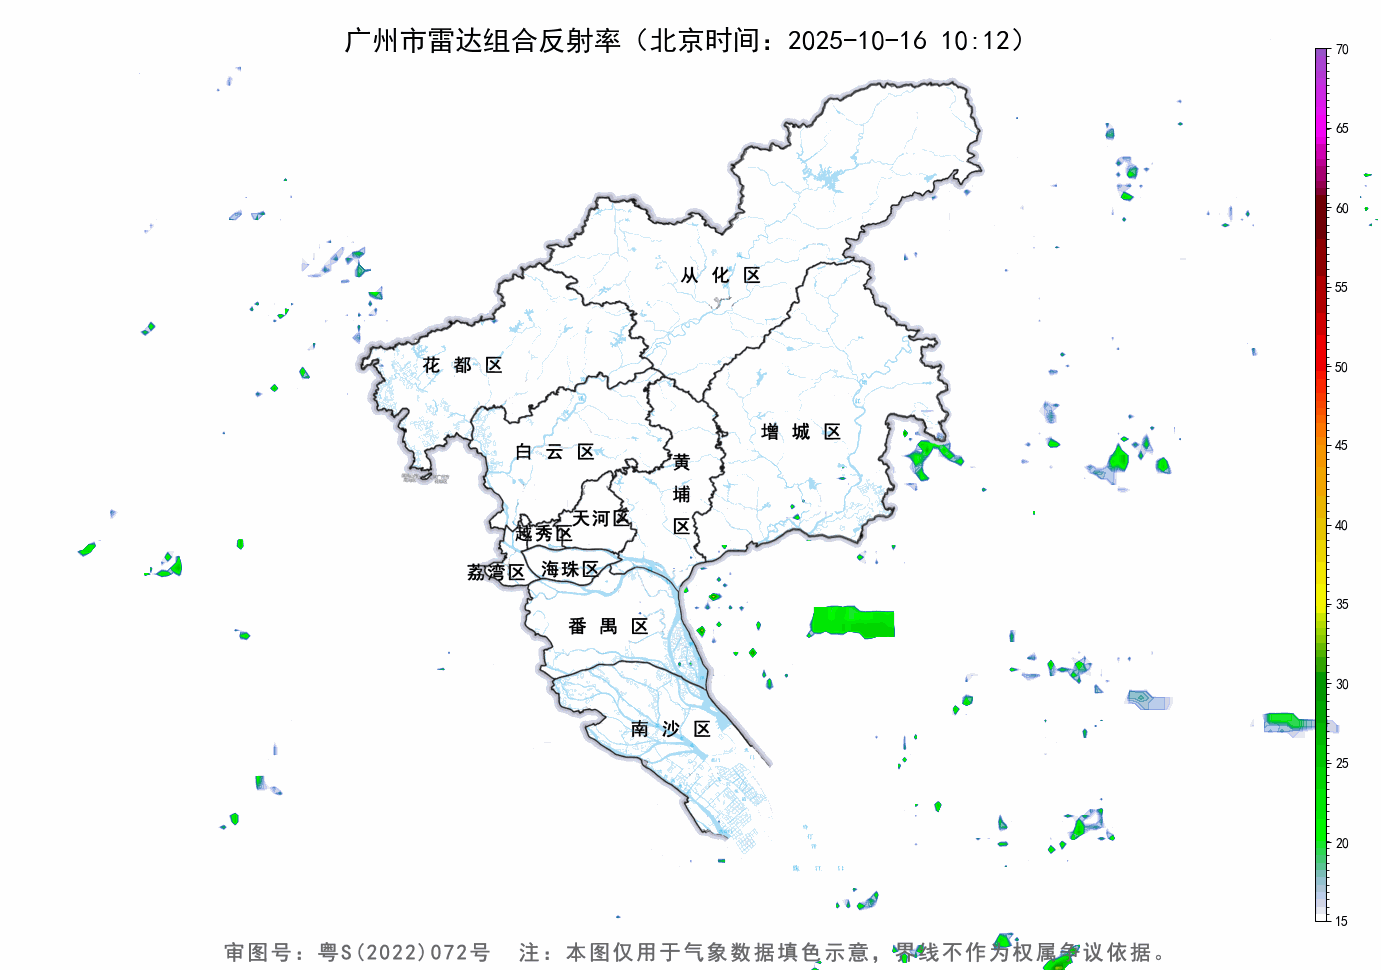 广州市雷达组合反射率（北京时间：2025-10-16 10:12）
70
65
60
55
50
45
40
35
30
25
20
15
从化区
花都区
增城区
白云区
黄埔区
天河区
越秀区
荔湾区
海珠区
番禺区
南沙区
审图号：粤S(2022)072号　注：本图仅用于气象数据填色示意，界线不作为权属争议依据。